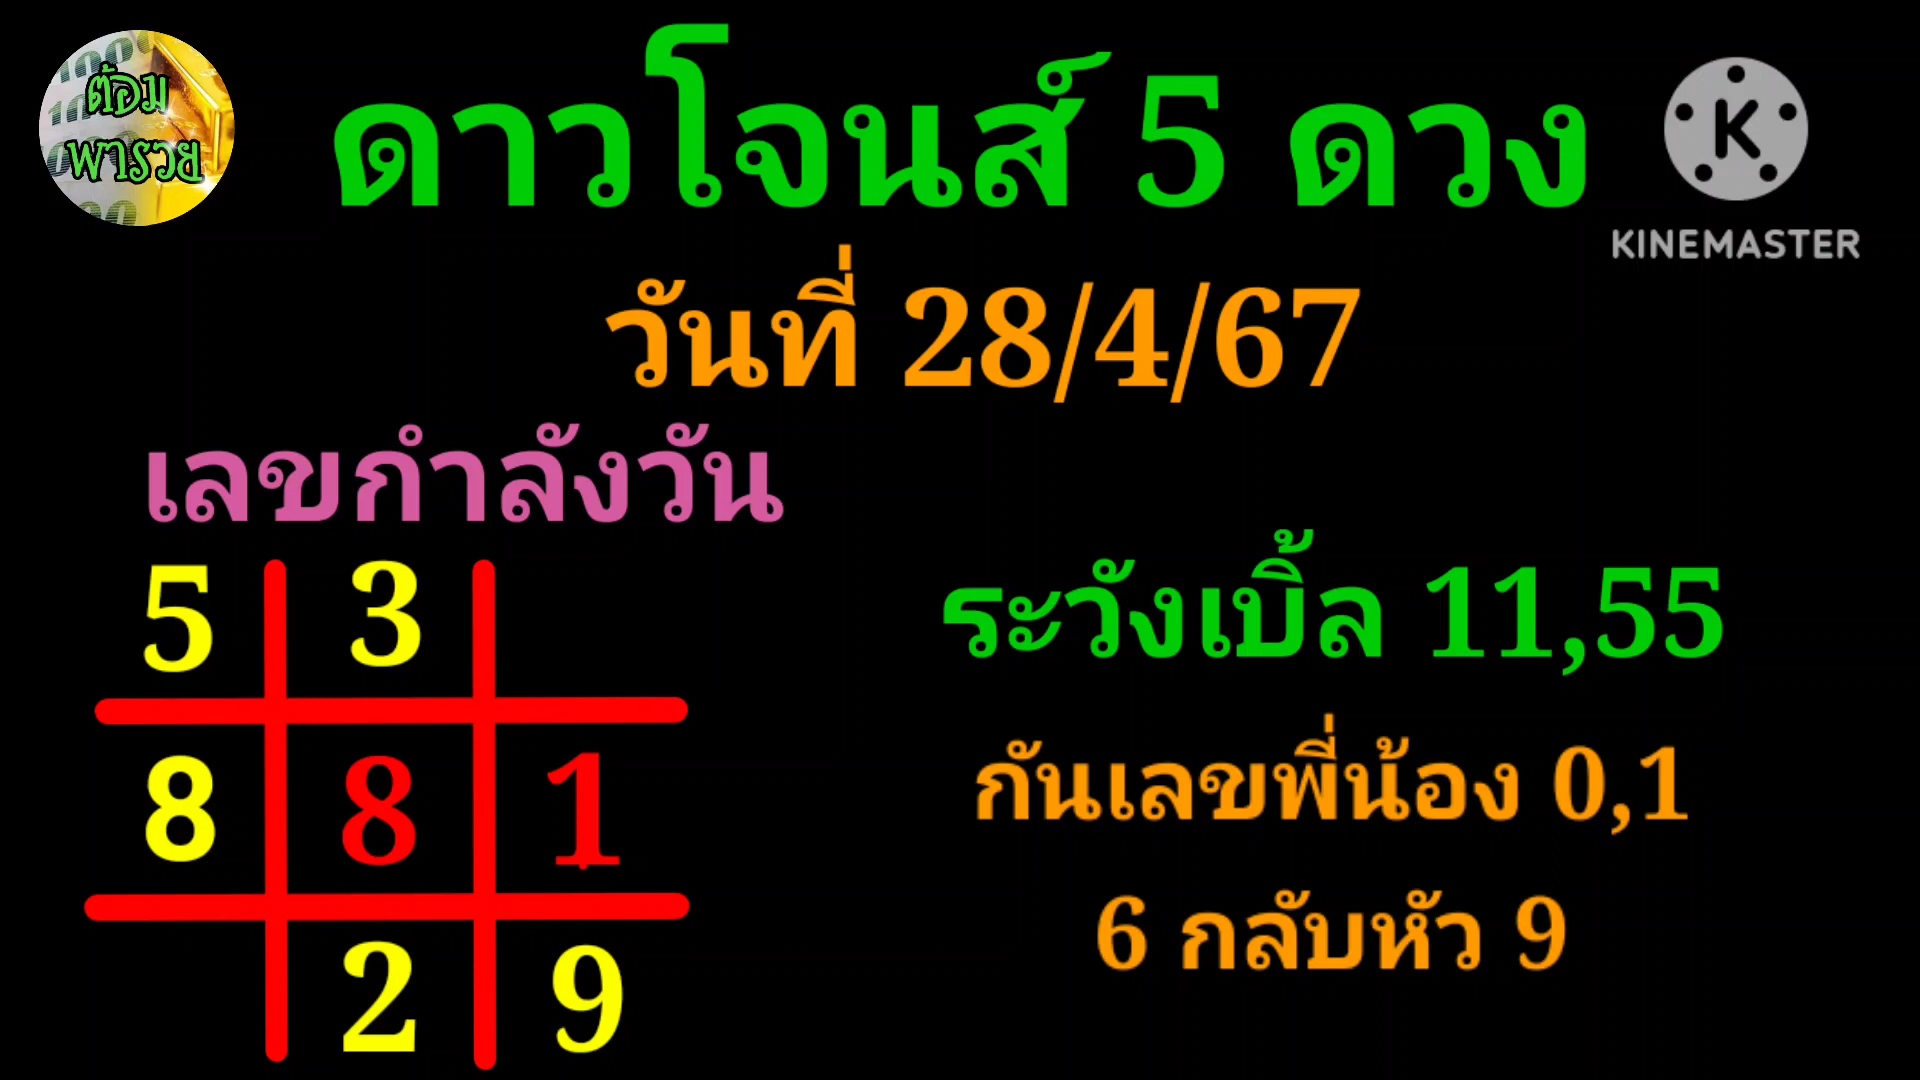 ต้อม
พารวย
ดาวโจนส์ 5 ดวง
KINEMASTER
วันที่ 28/4/67
เลขกำลังวัน
5 3
8 8 1
2 9
ระวังเบิ้ล 11,55
กันเลขพี่น้อง 0,1
6 กลับหัว 9